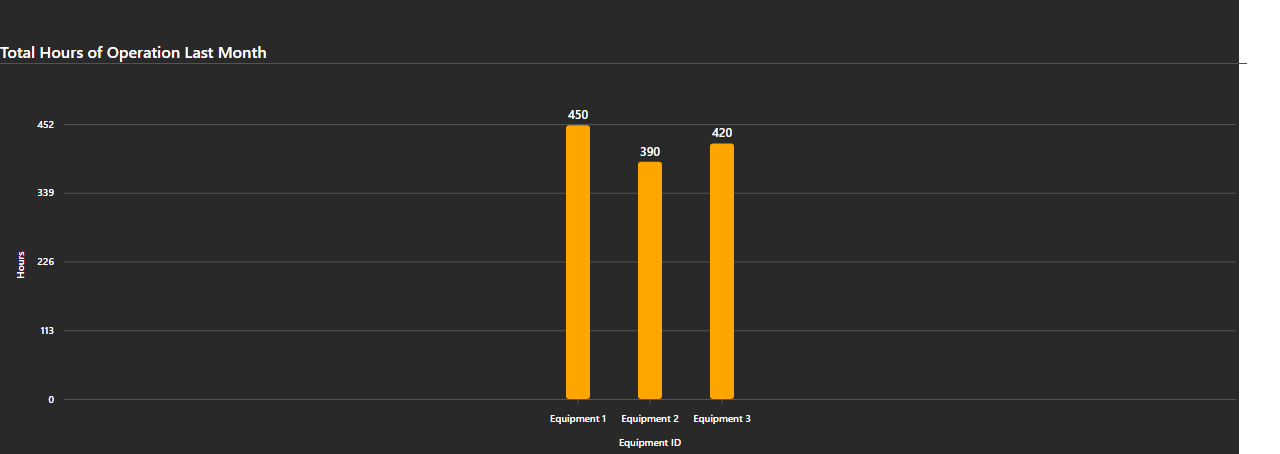 Total Hours of Operation Last Month
452
339
226
113
0
Hours
450
390
420
Equipment 1 Equipment 2 Equipment 3
Equipment ID